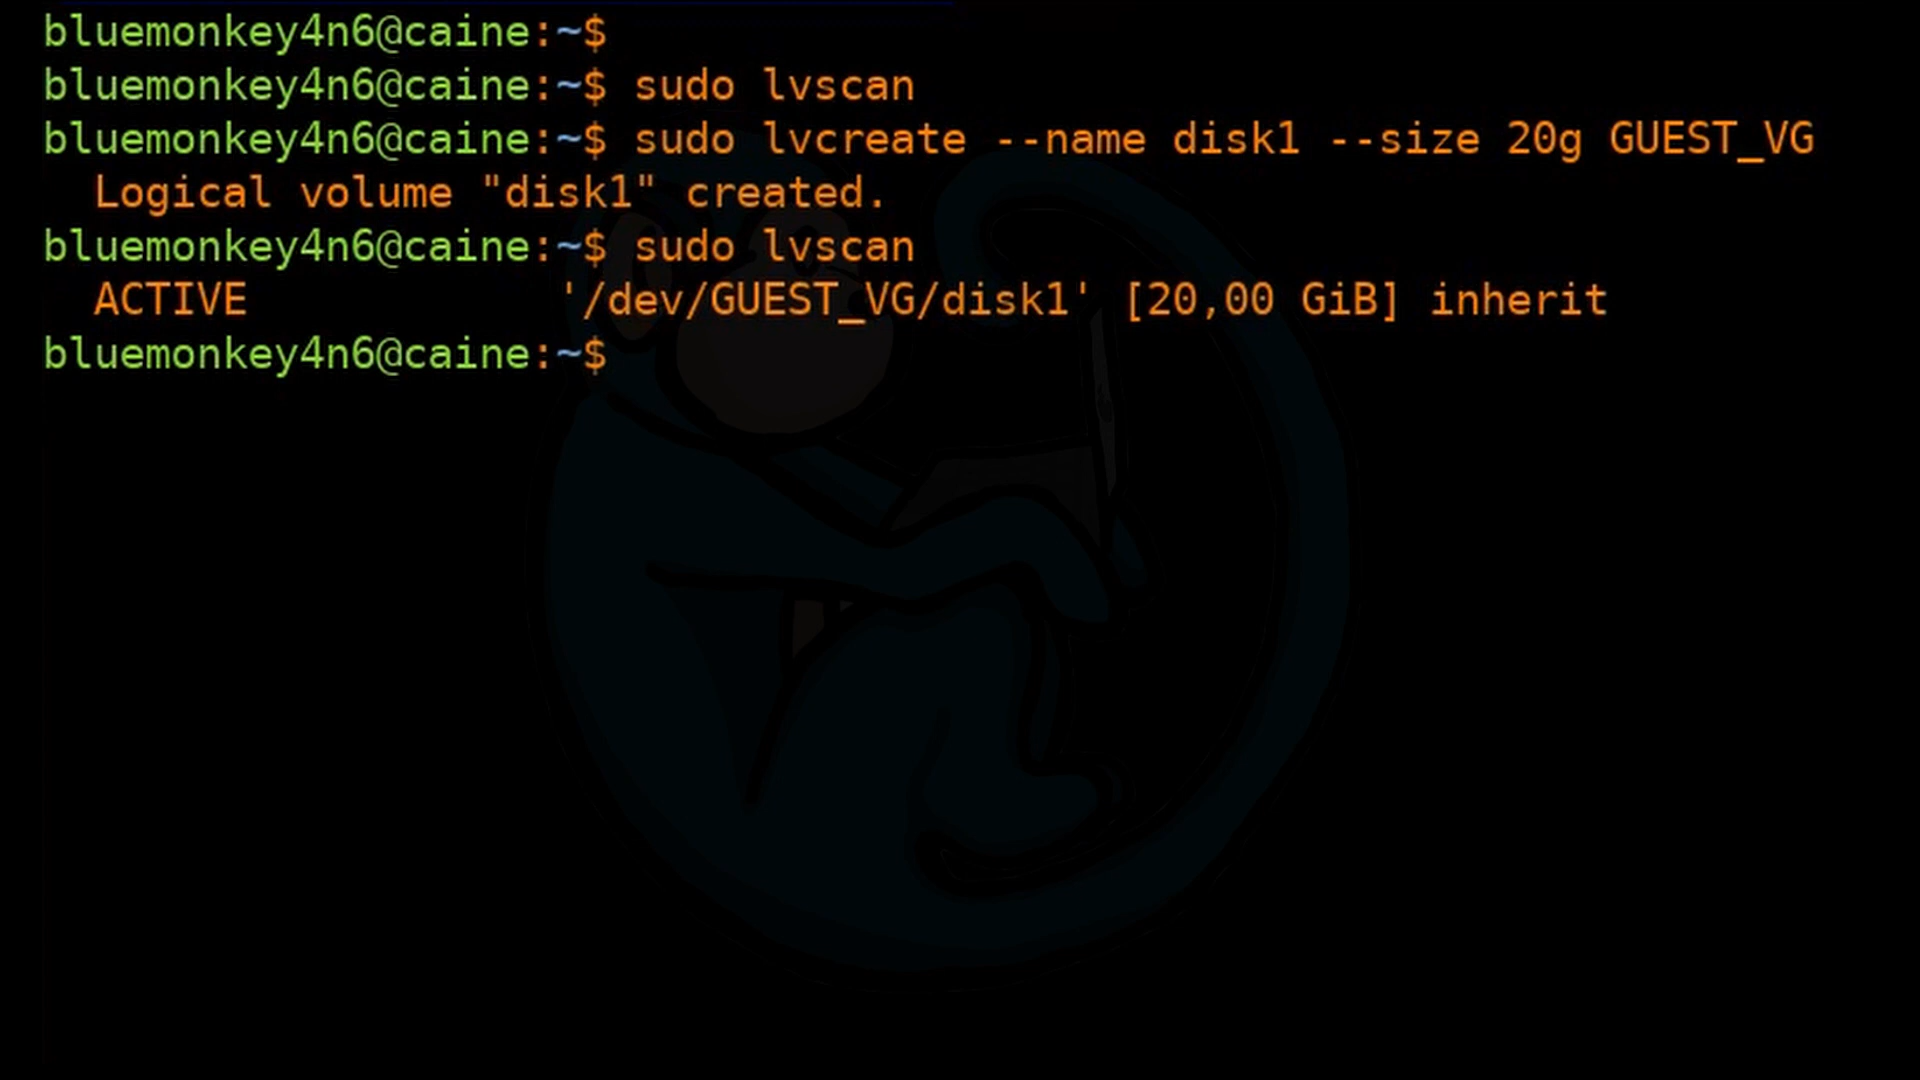 bluemonkey4n6@caine:~$
bluemonkey4n6@caine:~$ sudo lvscan
bluemonkey4n6@caine:~$ sudo lvcreate --name disk1 --size 20g GUEST_VG
  Logical volume "disk1" created.
bluemonkey4n6@caine:~$ sudo lvscan
  ACTIVE            '/dev/GUEST_VG/disk1' [20,00 GiB] inherit
bluemonkey4n6@caine:~$